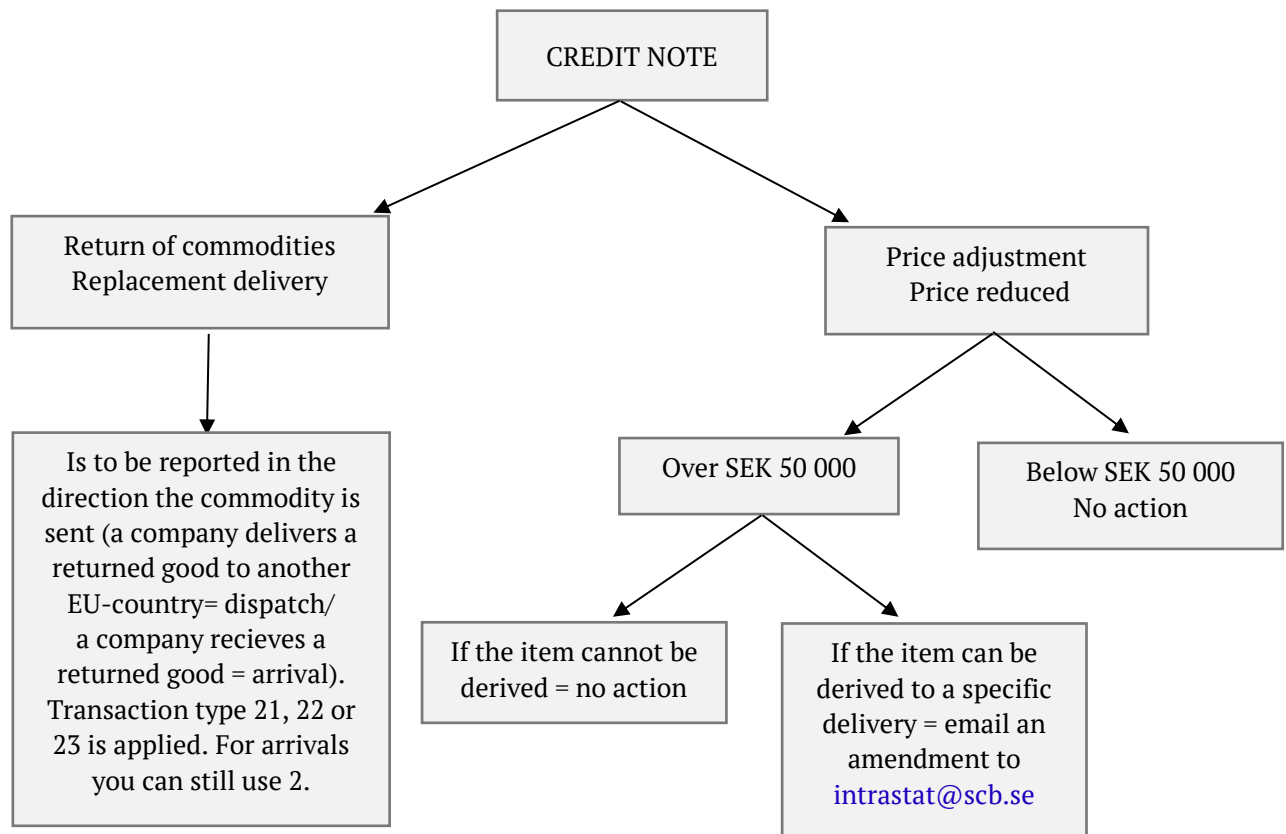 CREDIT NOTE
Return of commodities
Replacement delivery
Price adjustment
Price reduced
Is to be reported in the
direction the commodity is
sent (a company delivers a
returned good to another
EU-country= dispatch/
a company recieves a
returned good = arrival).
Transaction type 21, 22 or
23 is applied. For arrivals
you can still use 2.
Over SEK 50 000
Below SEK 50 000
No action
If the item cannot be
derived = no action
If the item can be
derived to a specific
delivery = email an
amendment to
intrastat@scb.se